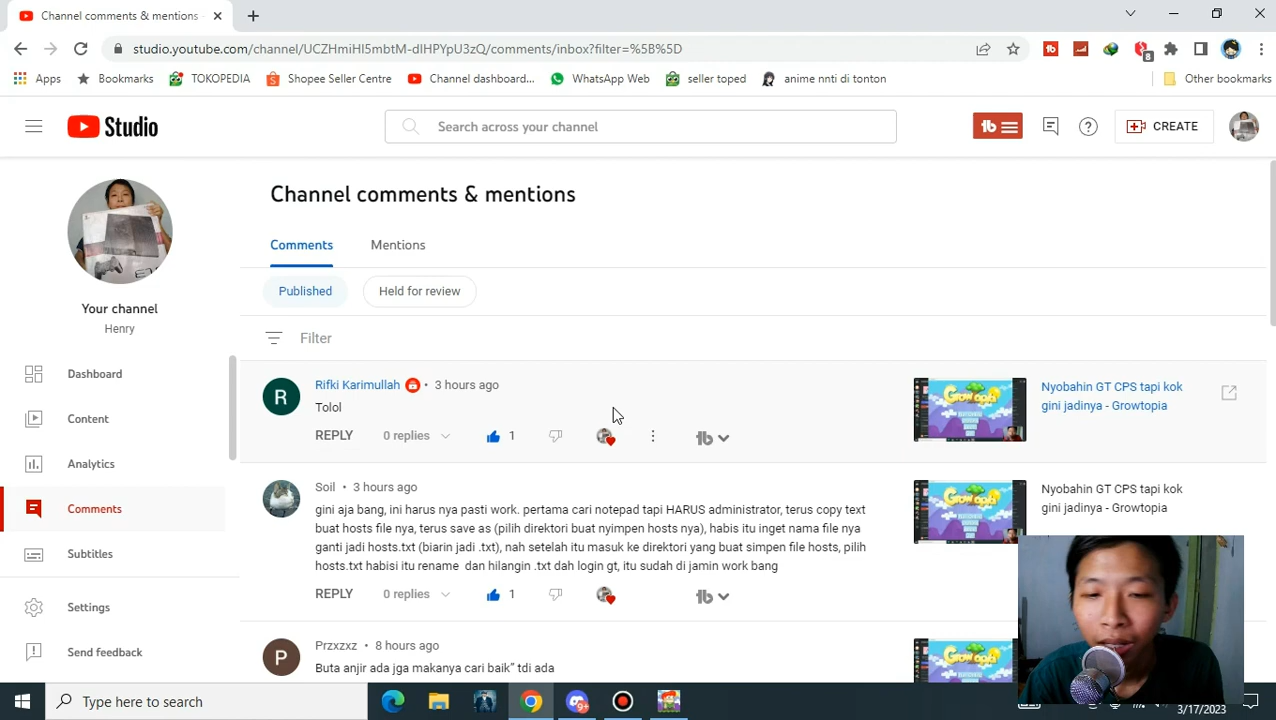 Channel comments & mentions -
studio.youtube.com/channel/UCZHmiHI5mbtM-dIHPYpU3zQ/comments/inbox?filter=%5B%5D
8
Apps
Bookmarks
TOKOPEDIA
Shopee Seller Centre
Channel dashboard...
WhatsApp Web
seller toped
anime nnti di tonton
Other bookmarks
Studio
Search across your channel
CREATE
Your channel
Henry
Dashboard
Content
Analytics
Comments
Subtitles
Settings
Send feedback
Channel comments & mentions
Comments
Mentions
Published
Held for review
Filter
R
Rifki Karimullah • 3 hours ago
Tolol
REPLY 0 replies 1
Nyobahin GT CPS tapi kok
gini jadinya - Growtopia
Soil • 3 hours ago
gini aja bang, ini harus nya pasti work. pertama cari notepad tapi HARUS administrator, terus copy text
buat hosts file nya, terus save as (pilih direktori buat nyimpen hosts nya), habis itu inget nama file nya
ganti jadi hosts.txt (biarin jadi .txt), nah setelah itu masuk ke direktori yang buat simpen file hosts, pilih
hosts.txt habisi itu rename dan hilangin .txt dah login gt, itu sudah di jamin work bang
REPLY 0 replies 1
Nyobahin GT CPS tapi kok
gini jadinya - Growtopia
P
Przxzxz • 8 hours ago
Buta anjir ada jga makanya cari baik" tdi ada
Type here to search
3/17/2023